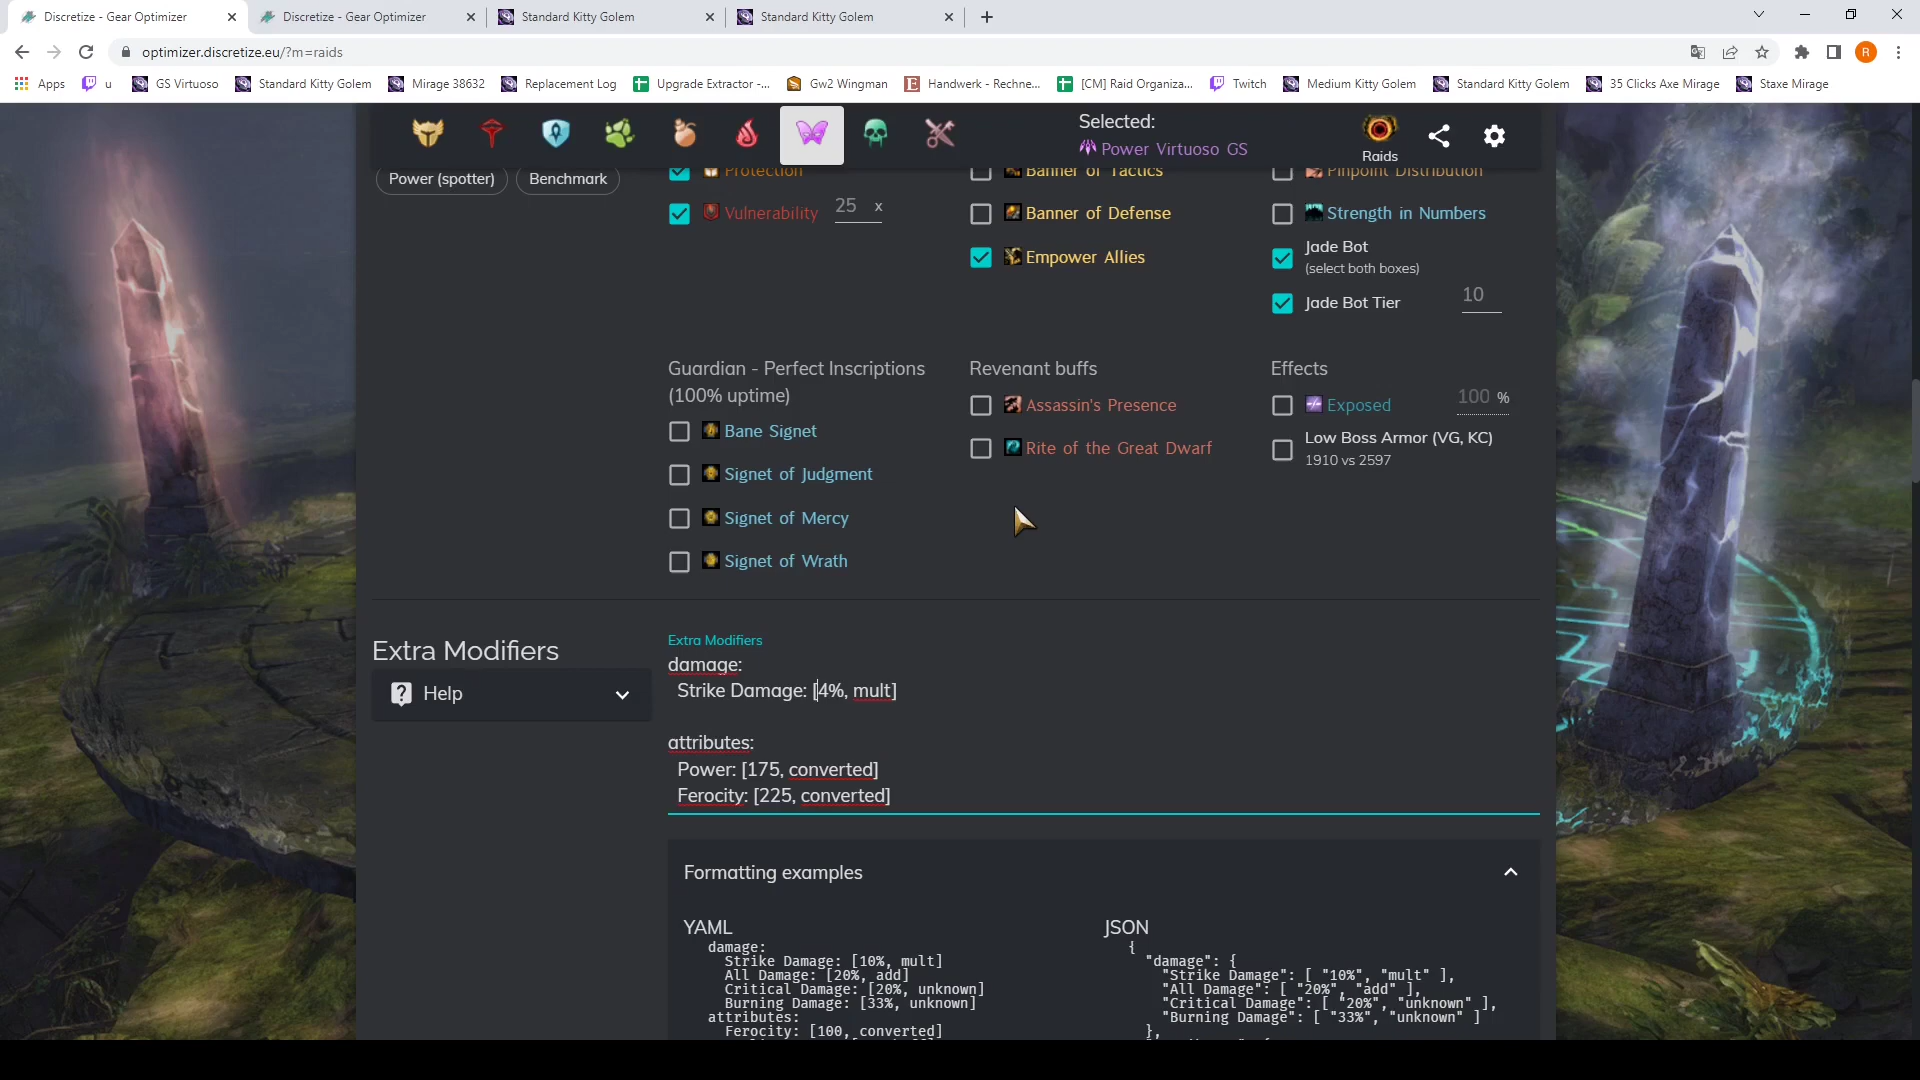 Discretize - Gear Optimizer
Discretize - Gear Optimizer
Standard Kitty Golem
Standard Kitty Golem
optimizer.discretize.eu/?m=raids
R
Apps
u
GS Virtuoso
Standard Kitty Golem
Mirage 38632
Replacement Log
Upgrade Extractor -...
Gw2 Wingman
Handwerk - Rechne...
[CM] Raid Organiza...
Twitch
Medium Kitty Golem
Standard Kitty Golem
35 Clicks Axe Mirage
Staxe Mirage
Selected:
Power Virtuoso GS
Raids
Power (spotter)
Benchmark
Protection
Vulnerability
25 x
Banner of Tactics
Banner of Defense
Empower Allies
Pinpoint Distribution
Strength in Numbers
Jade Bot
(select both boxes)
Jade Bot Tier
10
Guardian - Perfect Inscriptions
(100% uptime)
Bane Signet
Signet of Judgment
Signet of Mercy
Signet of Wrath
Revenant buffs
Assassin's Presence
Rite of the Great Dwarf
Effects
Exposed
100 %
Low Boss Armor (VG, KC)
1910 vs 2597
Extra Modifiers
Help
Extra Modifiers
damage:
Strike Damage: [4%, mult]
attributes:
Power: [175, converted]
Ferocity: [225, converted]
Formatting examples
YAML
damage:
Strike Damage: [10%, mult]
All Damage: [20%, add]
Critical Damage: [20%, unknown]
Burning Damage: [33%, unknown]
attributes:
Ferocity: [100, converted]
JSON
{
"damage": {
"Strike Damage": [ "10%", "mult" ],
"All Damage": [ "20%", "add" ],
"Critical Damage": [ "20%", "unknown" ],
"Burning Damage": [ "33%", "unknown" ]
},